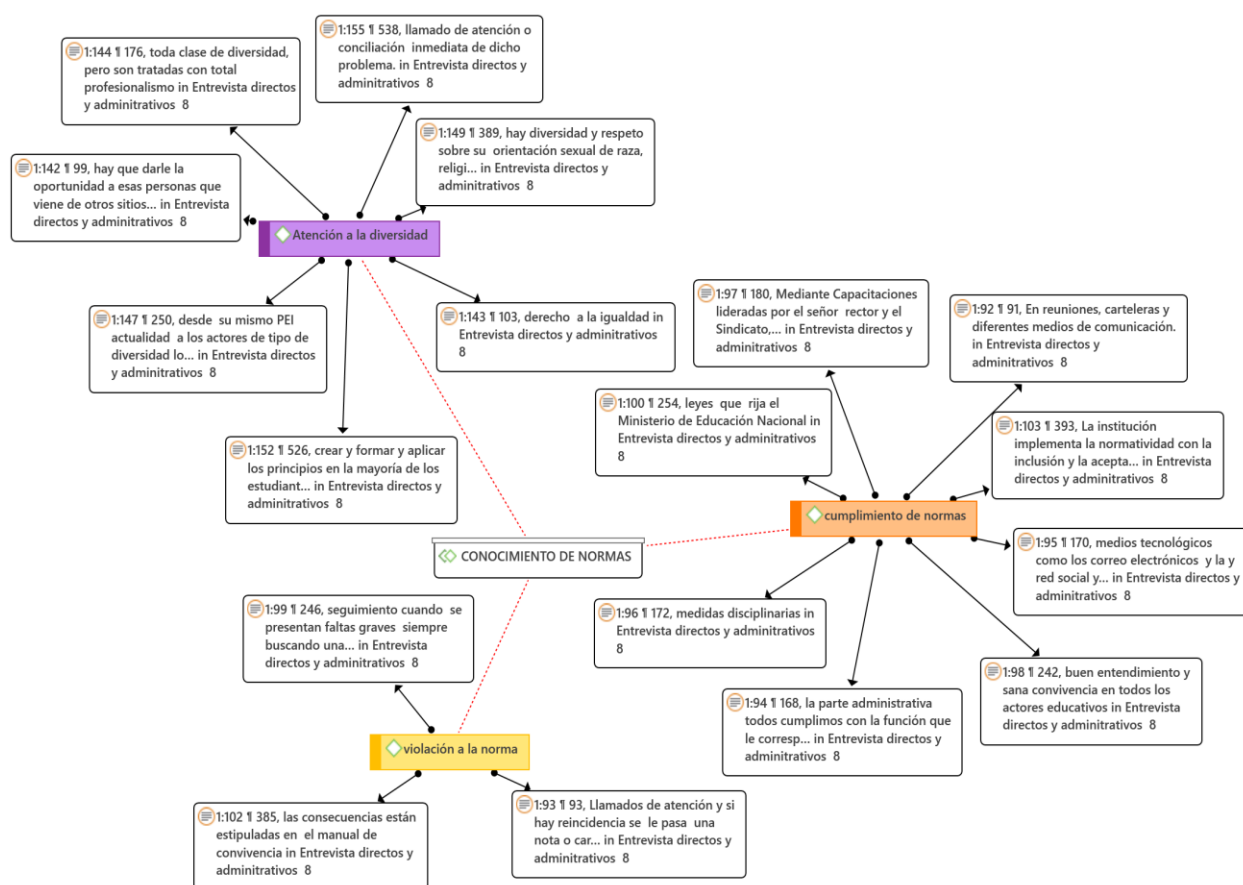 1:155 ¶ 538, llamado de atención o
conciliación inmediata de dicho
problema. in Entrevista directos y
adminitrativos 8
1:144 ¶ 176, toda clase de diversidad,
pero son tratadas con total
profesionalismo in Entrevista directos
y adminitrativos 8
1:149 ¶ 389, hay diversidad y respeto
sobre su orientación sexual de raza,
religi... in Entrevista directos y
adminitrativos 8
1:142 ¶ 99, hay que darle la
oportunidad a esas personas que
viene de otros sitios... in Entrevista
directos y adminitrativos 8
Atención a la diversidad
1:147 ¶ 250, desde su mismo PEI
actualidad a los actores de tipo de
diversidad lo... in Entrevista directos
y adminitrativos 8
1:143 ¶ 103, derecho a la igualdad in
Entrevista directos y adminitrativos
8
1:152 ¶ 526, crear y formar y aplicar
los principios en la mayoría de los
estudiant... in Entrevista directos y
adminitrativos 8
1:97 ¶ 180, Mediante Capacitaciones
lideradas por el señor rector y el
Sindicato,... in Entrevista directos y
adminitrativos 8
1:92 ¶ 91, En reuniones, carteleras y
diferentes medios de comunicación.
in Entrevista directos y
adminitrativos 8
1:100 ¶ 254, leyes que rija el
Ministerio de Educación Nacional in
Entrevista directos y adminitrativos
8
1:103 ¶ 393, La institución
implementa la normatividad con la
inclusión y la acepta... in Entrevista
directos y adminitrativos 8
cumplimiento de normas
1:95 ¶ 170, medios tecnológicos
como los correo electrónicos y la y
red social y... in Entrevista directos y
adminitrativos 8
CONOCIMIENTO DE NORMAS
1:96 ¶ 172, medidas disciplinarias in
Entrevista directos y adminitrativos
8
1:98 ¶ 242, buen entendimiento y
sana convivencia en todos los
actores educativos in Entrevista
directos y adminitrativos 8
1:94 ¶ 168, la parte administrativa
todos cumplimos con la función que
le corresp... in Entrevista directos y
adminitrativos 8
1:99 ¶ 246, seguimiento cuando se
presentan faltas graves siempre
buscando una... in Entrevista
directos y adminitrativos 8
violación a la norma
1:102 ¶ 385, las consecuencias están
estipuladas en el manual de
convivencia in Entrevista directos y
adminitrativos 8
1:93 ¶ 93, Llamados de atención y si
hay reincidencia se le pasa una
nota o car... in Entrevista directos y
adminitrativos 8